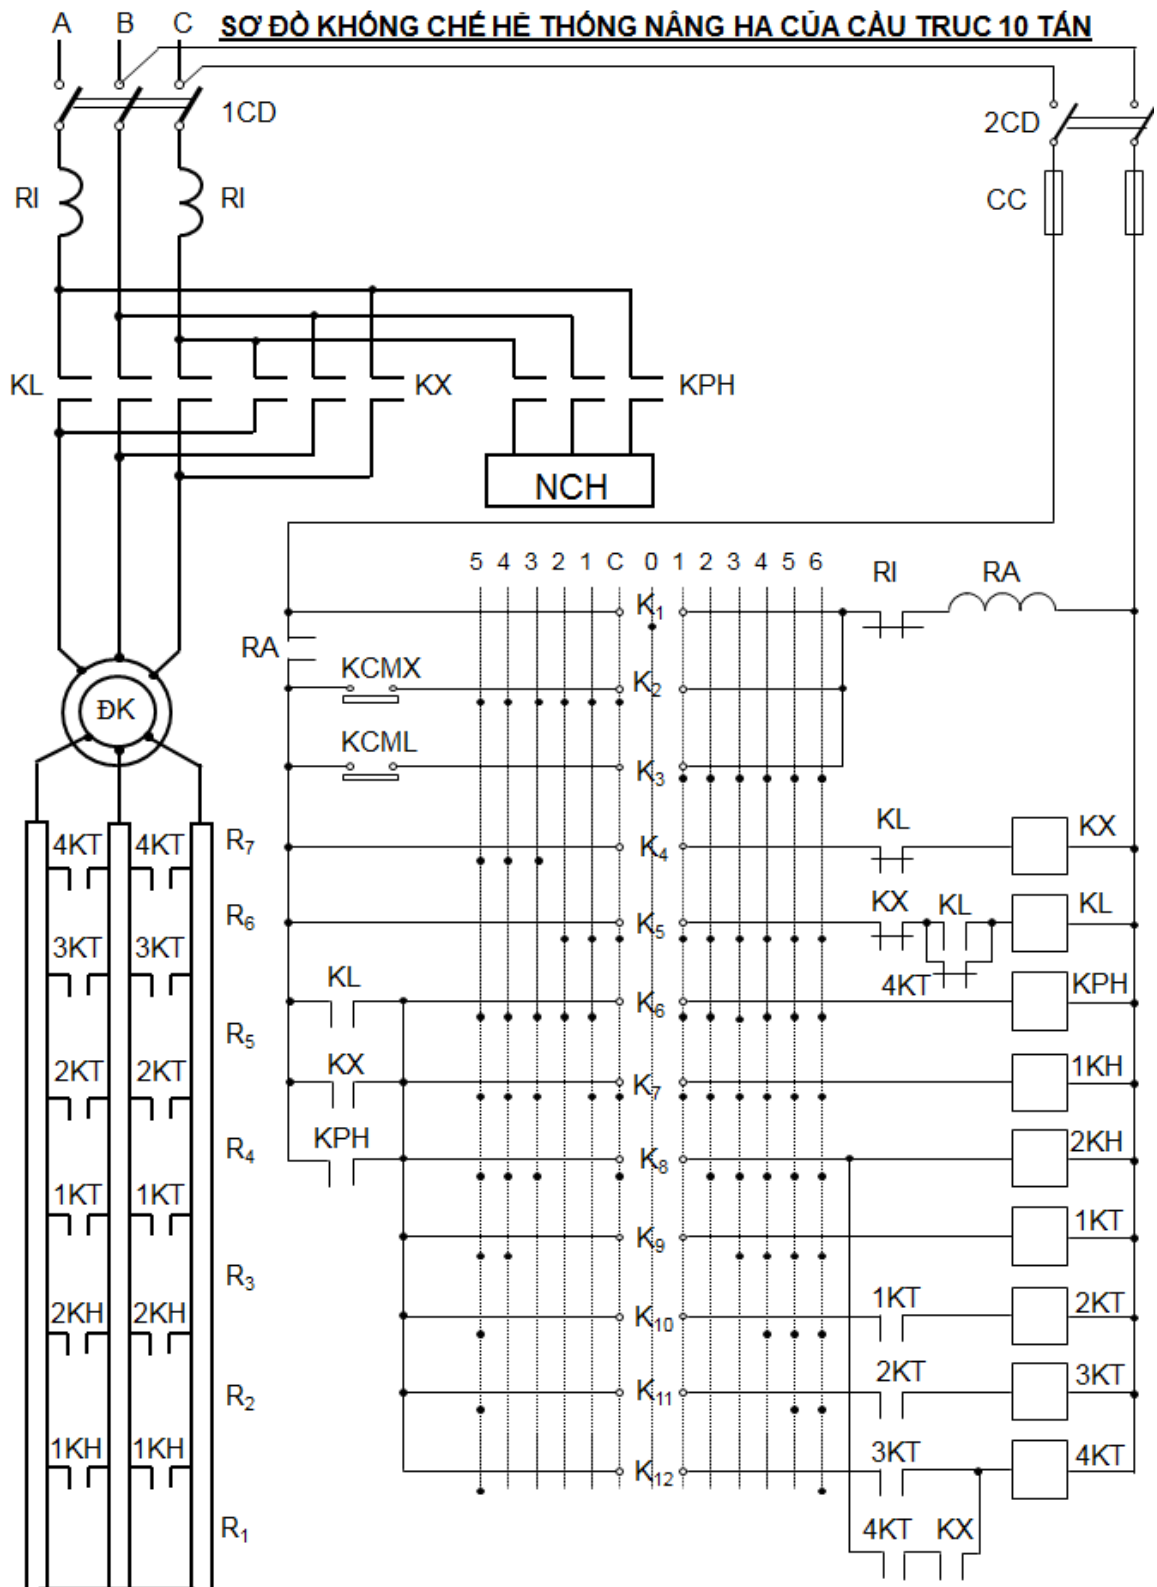 A B C SƠ ĐỒ KHỐNG CHẾ HỆ THỐNG NÂNG HẠ CỦA CẦU TRỤC 10 TẤN
1CD 2CD
RI RI CC
KL KX KPH
NCH
5 4 3 2 1 C 0 1 2 3 4 5 6 RI RA
K1
RA
KCMX K2
ĐK
KCML K3
KL KX
4KT 4KT R7 K4
KX KL KL
R6 K5
3KT 3KT KL 4KT KPH
K6
R5
KX 1KH
2KT 2KT K7
KPH 2KH
R4 K8
1KT 1KT 1KT
K9
R3
1KT 2KT
2KH 2KH K10
2KT 3KT
R2 K11
1KH 1KH 3KT 4KT
K12
R1 4KT KX